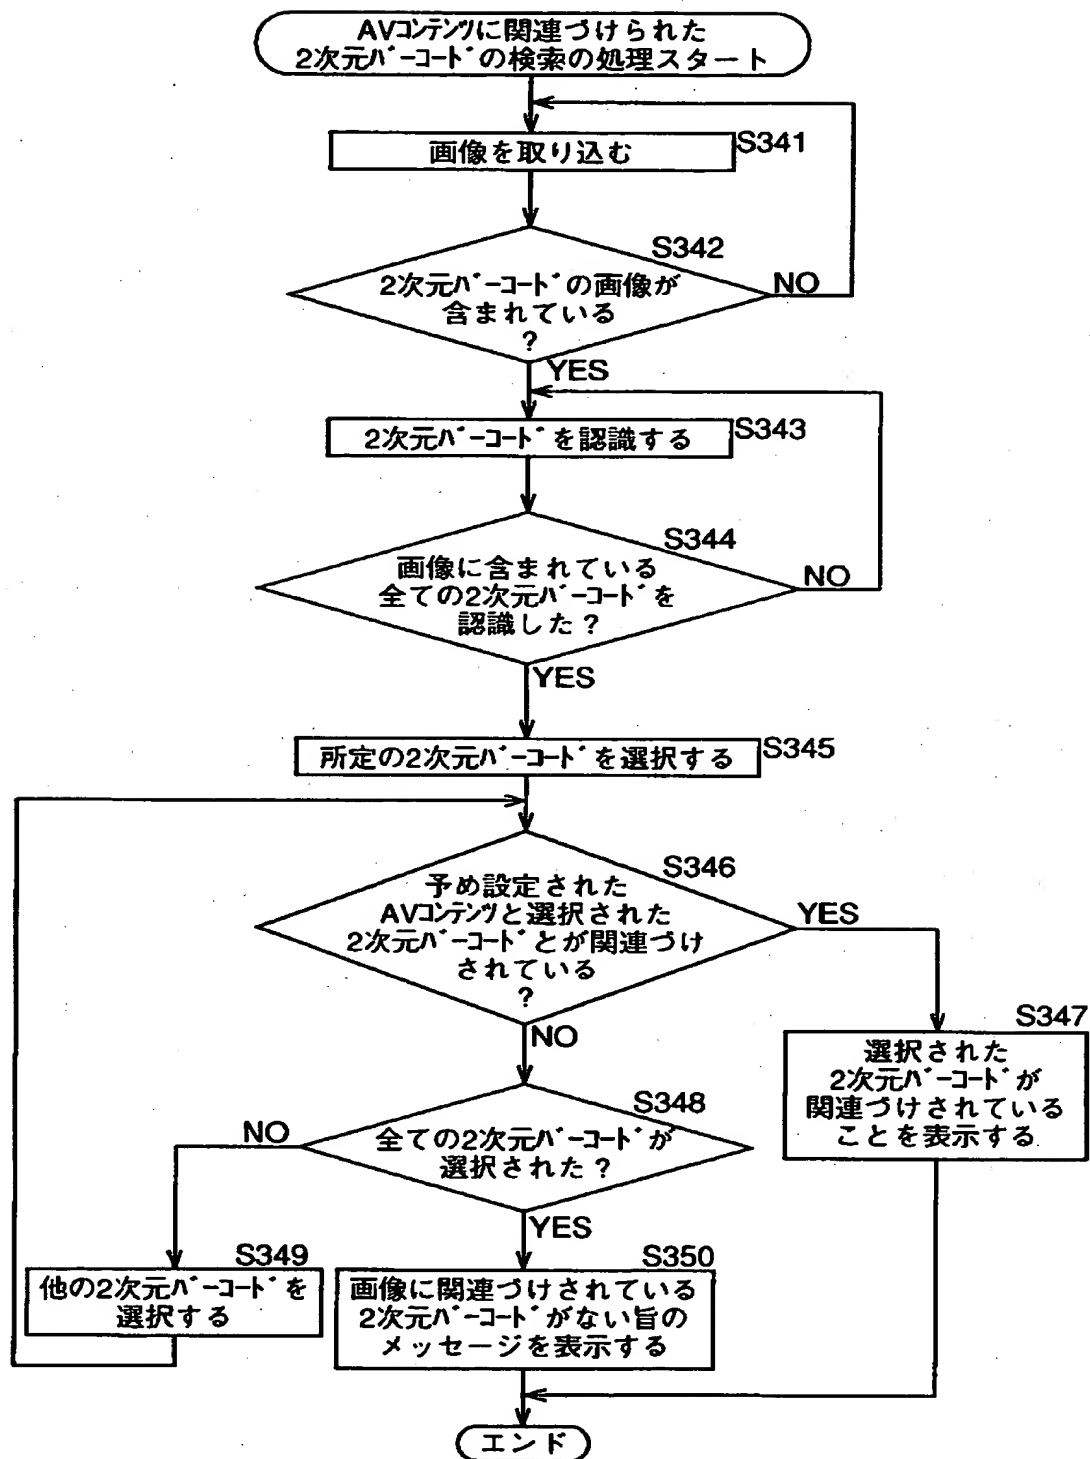 AVコンテンツに関連づけられた
2次元バーコードの検索の処理スタート
画像を取り込む
S341
S342
2次元バーコードの画像が
含まれている
?
NO
YES
2次元バーコードを認識する
S343
S344
画像に含まれている
全ての2次元バーコードを
認識した?
NO
YES
所定の2次元バーコードを選択する
S345
S346
予め設定された
AVコンテンツと選択された
2次元バーコードとが関連づけ
されている
?
YES
NO
S347
選択された
2次元バーコードが
関連づけされている
ことを表示する
S348
全ての2次元バーコードが
選択された?
NO
YES
S349
他の2次元バーコードを
選択する
S350
画像に関連づけされている
2次元バーコードがない旨の
メッセージを表示する
エンド